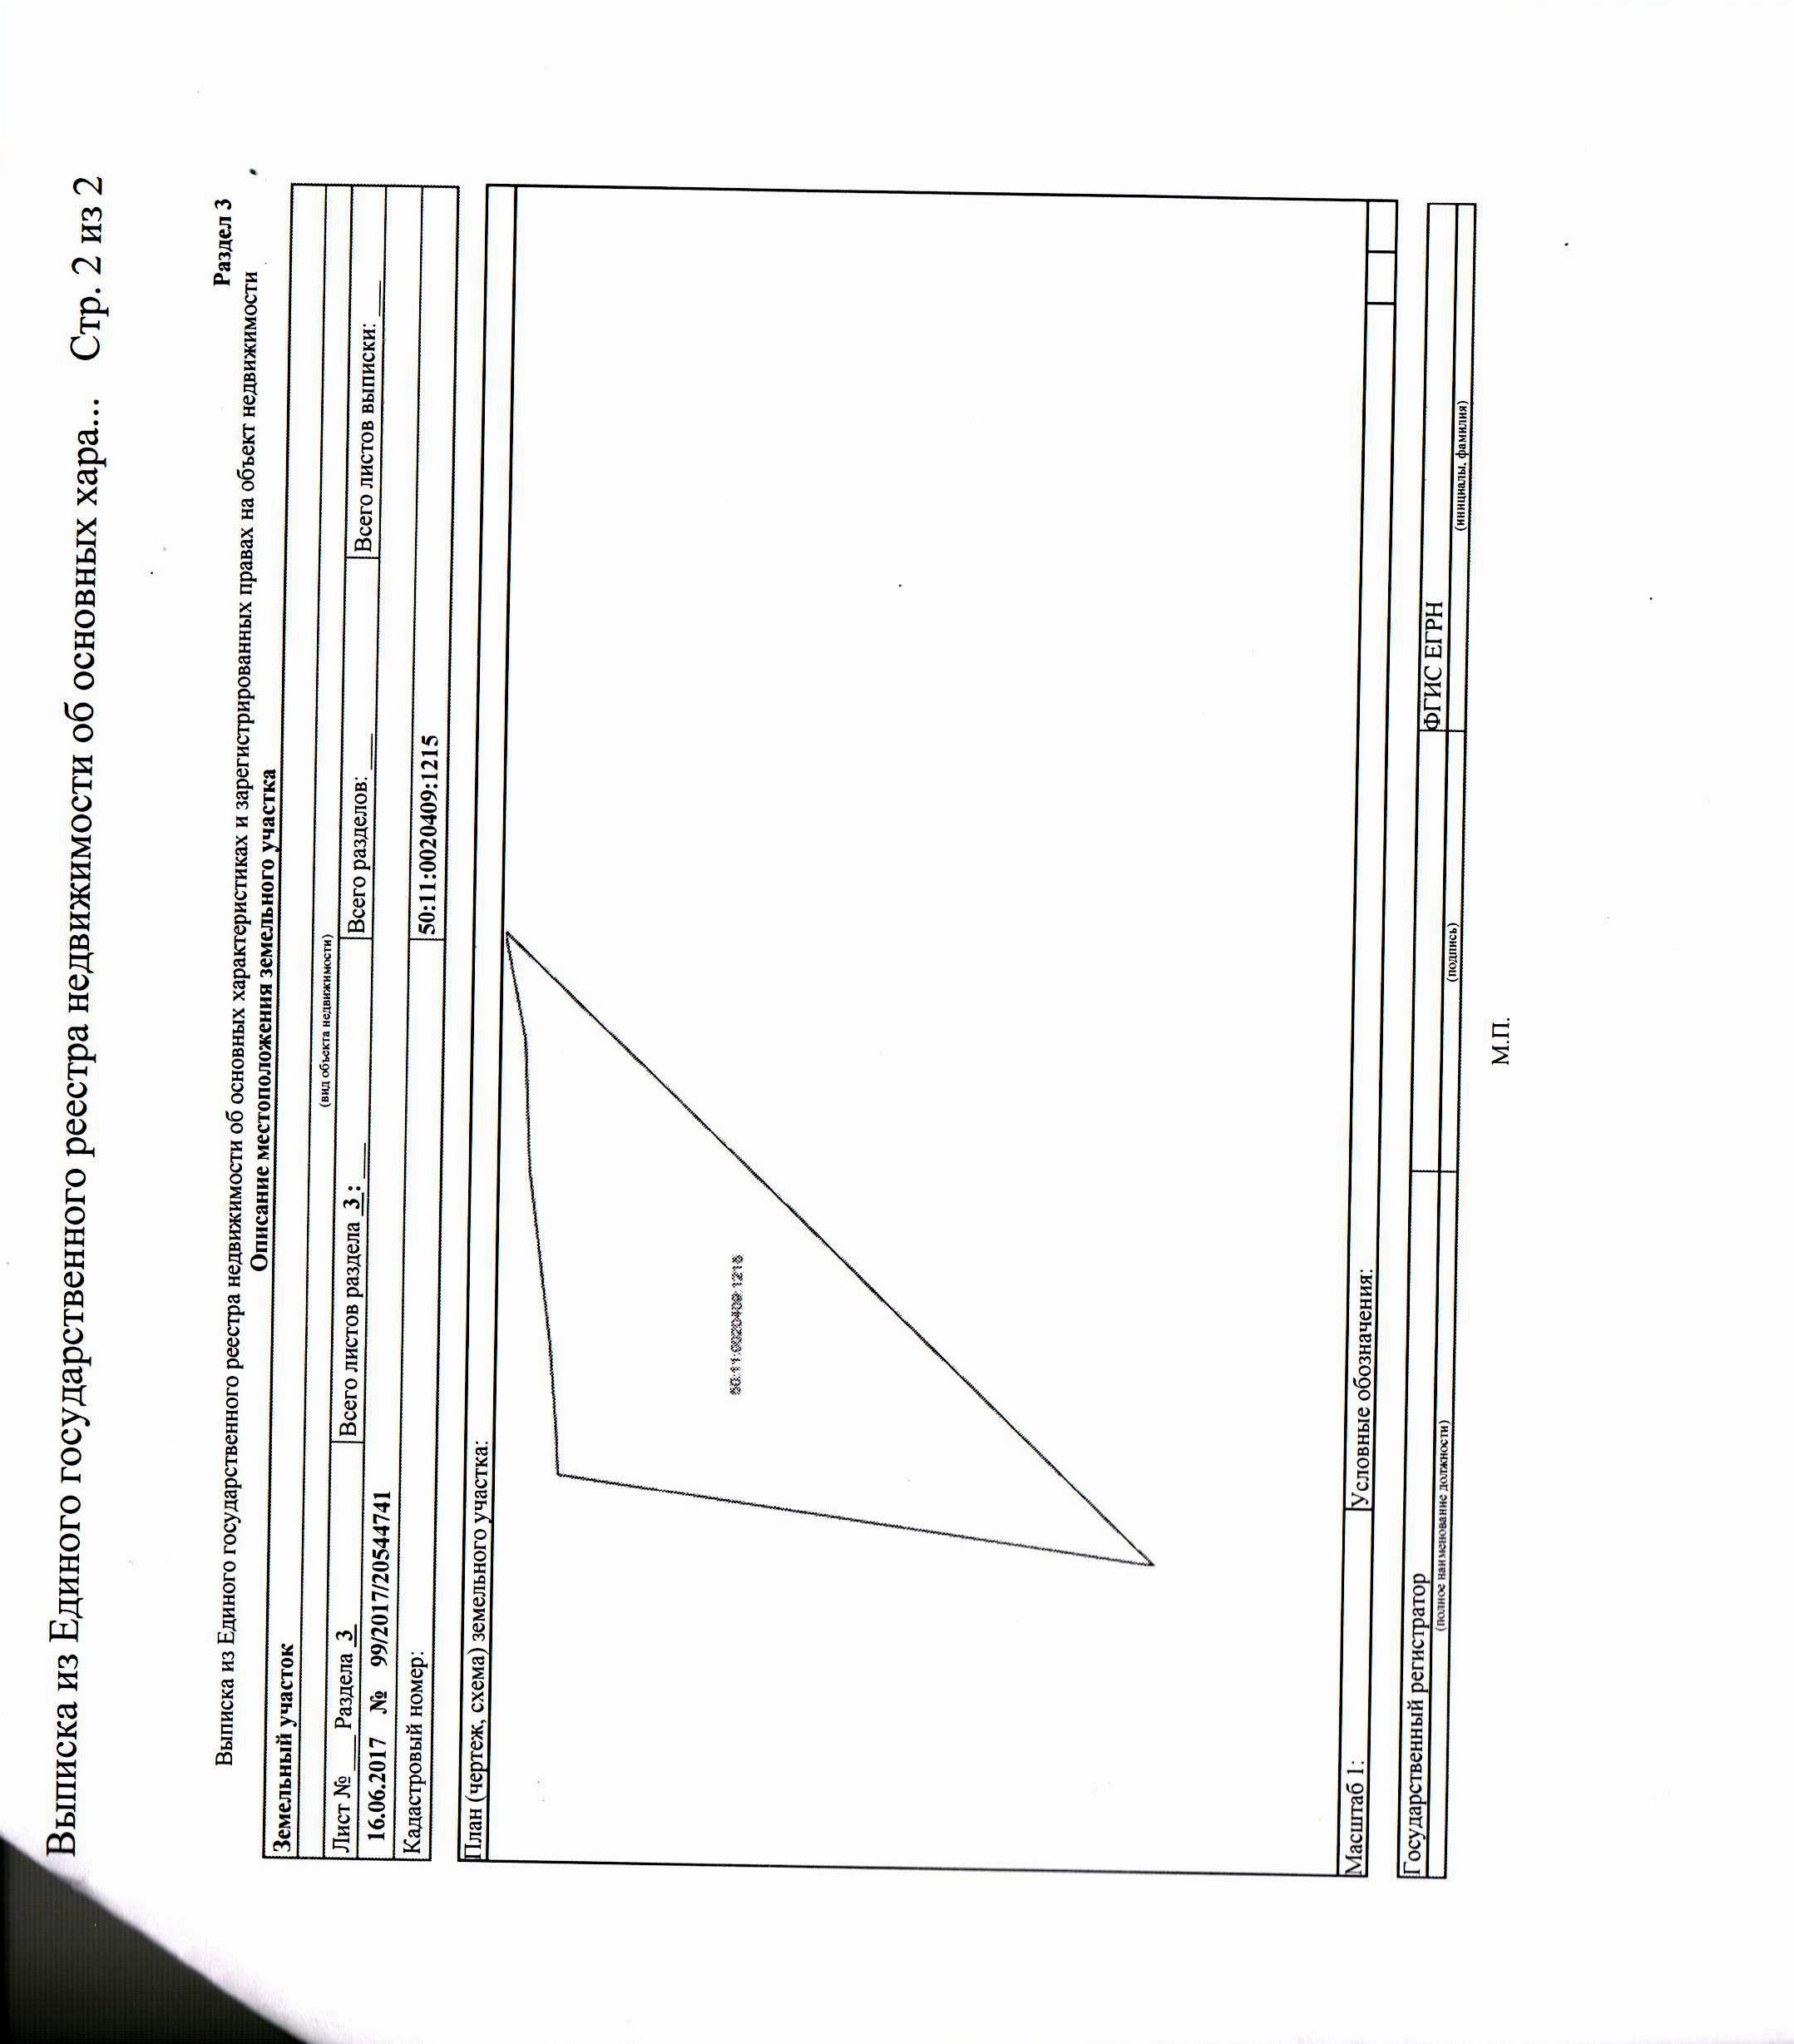 Выписка из Единого государственного реестра недвижимости об основных хара... Стр. 2 из 2
Раздел 3
Выписка из Единого государственного реестра недвижимости об основных характеристиках и зарегистрированных правах на объект недвижимости
Описание местоположения земельного участка
Земельный участок
(вид объекта недвижимости)
Лист № ___ Раздела 3 Всего листов раздела 3 : ___ Всего разделов: ___ Всего листов выписки: ___
16.06.2017 № 99/2017/20544741
Кадастровый номер: 50:11:0020409:1215
План (чертеж, схема) земельного участка:
50:11:0020409:1215
Масштаб 1: Условные обозначения:
Государственный регистратор ФГИС ЕГРН
(полное наименование должности) (подпись) (инициалы, фамилия)
М.П.